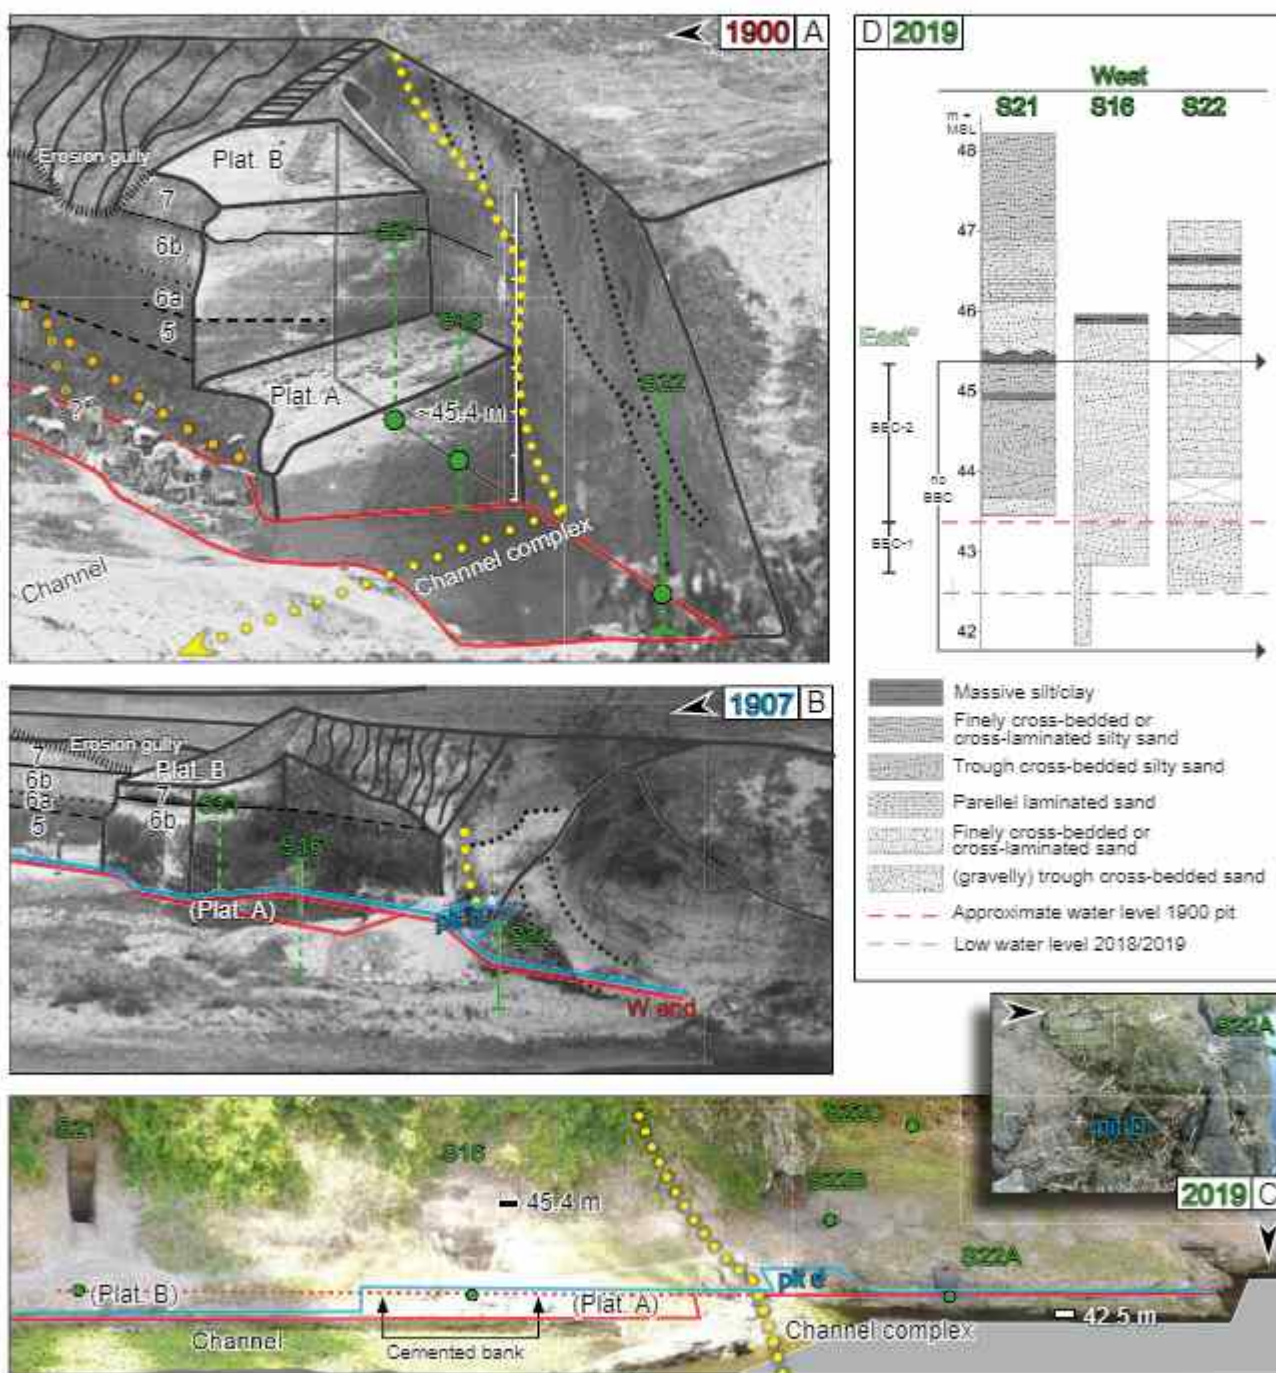 1900 A
Erosion gully
Plat. B
7
6b
6a
5
S21
S16
Plat. A
~45.4 m
S22
?
Channel complex
Channel
1907 B
Erosion gully
Plat. B
7
6b
6a
5
7
6b
S16
(Plat. A)
W end
D 2019
West
S21 S16 S22
m +
MSL
48
47
46
45
44
43
42
East*
BBC-2
no
BBC
BBC-1
Massive silt/clay
Finely cross-bedded or
cross-laminated silty sand
Trough cross-bedded silty sand
Parellel laminated sand
Finely cross-bedded or
cross-laminated sand
(gravelly) trough cross-bedded sand
Approximate water level 1900 pit
Low water level 2018/2019
S22A
pit D
2019 C
S21
S16
S22C
S22B
45.4 m
S22A
pit d
(Plat. B)
(Plat. A)
42.5 m
Channel
Cemented bank
Channel complex